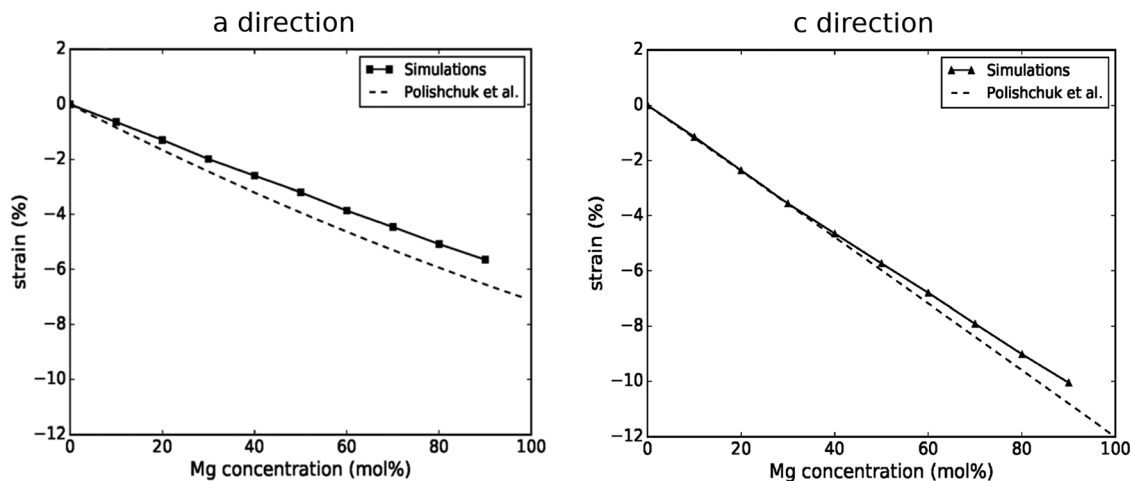 a direction
2
0
−2
−4
−6
−8
−10
−12
strain (%)
0 20 40 60 80 100
Mg concentration (mol%)
Simulations
Polishchuk et al.
c direction
2
0
−2
−4
−6
−8
−10
−12
strain (%)
0 20 40 60 80 100
Mg concentration (mol%)
Simulations
Polishchuk et al.